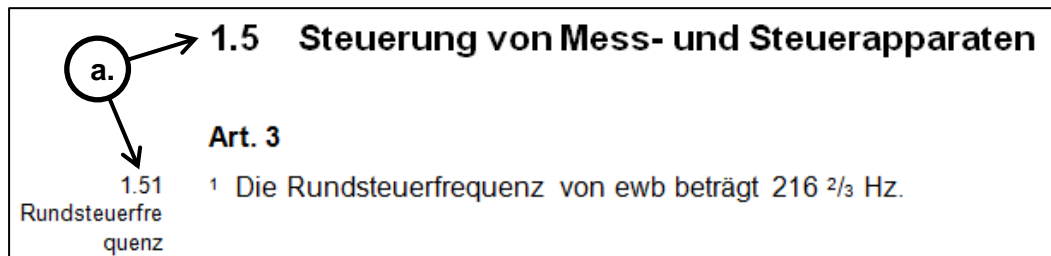 1.5 Steuerung von Mess- und Steuerapparaten
a.
Art. 3
1.51
Rundsteuerfre
quenz
¹ Die Rundsteuerfrequenz von ewb beträgt 216 ²/₃ Hz.